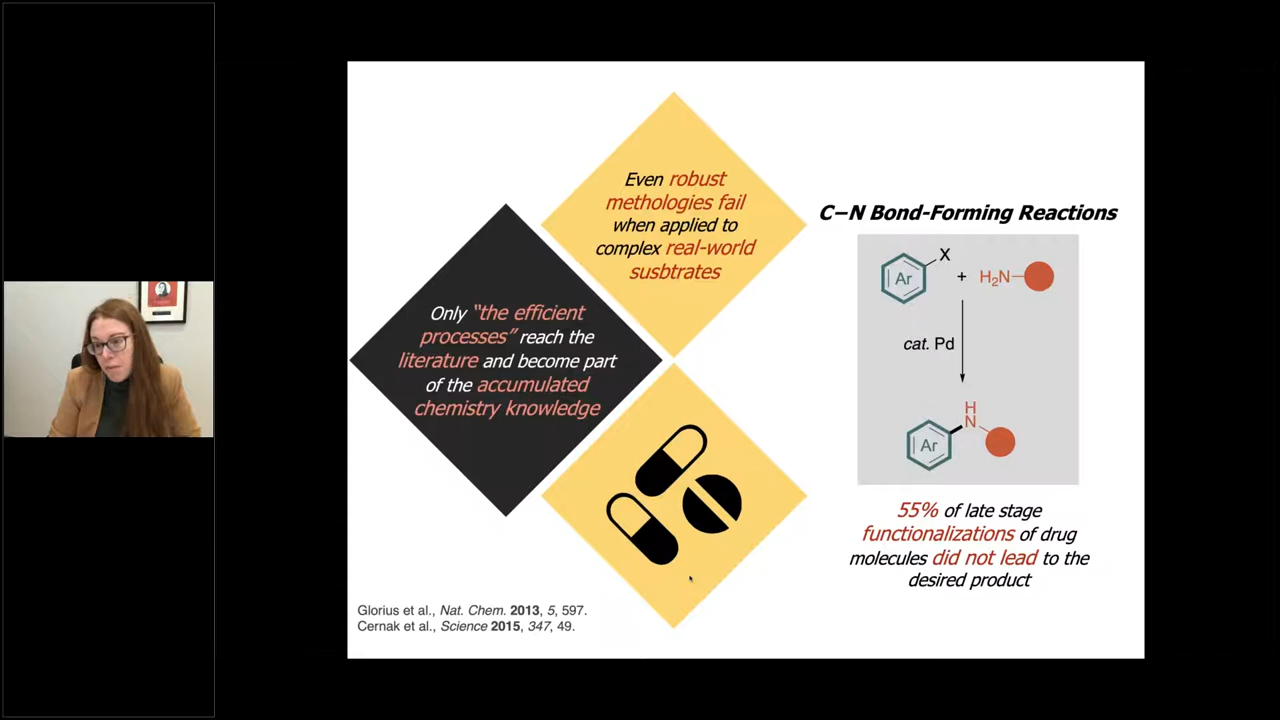 Even robust
methologies fail
when applied to
complex real-world
susbtrates
Only "the efficient
processes" reach the
literature and become part
of the accumulated
chemistry knowledge
C–N Bond-Forming Reactions
Ar
X
+
H2N
cat. Pd
Ar
H
N
55% of late stage
functionalizations of drug
molecules did not lead to the
desired product
Glorius et al., Nat. Chem. 2013, 5, 597.
Cernak et al., Science 2015, 347, 49.